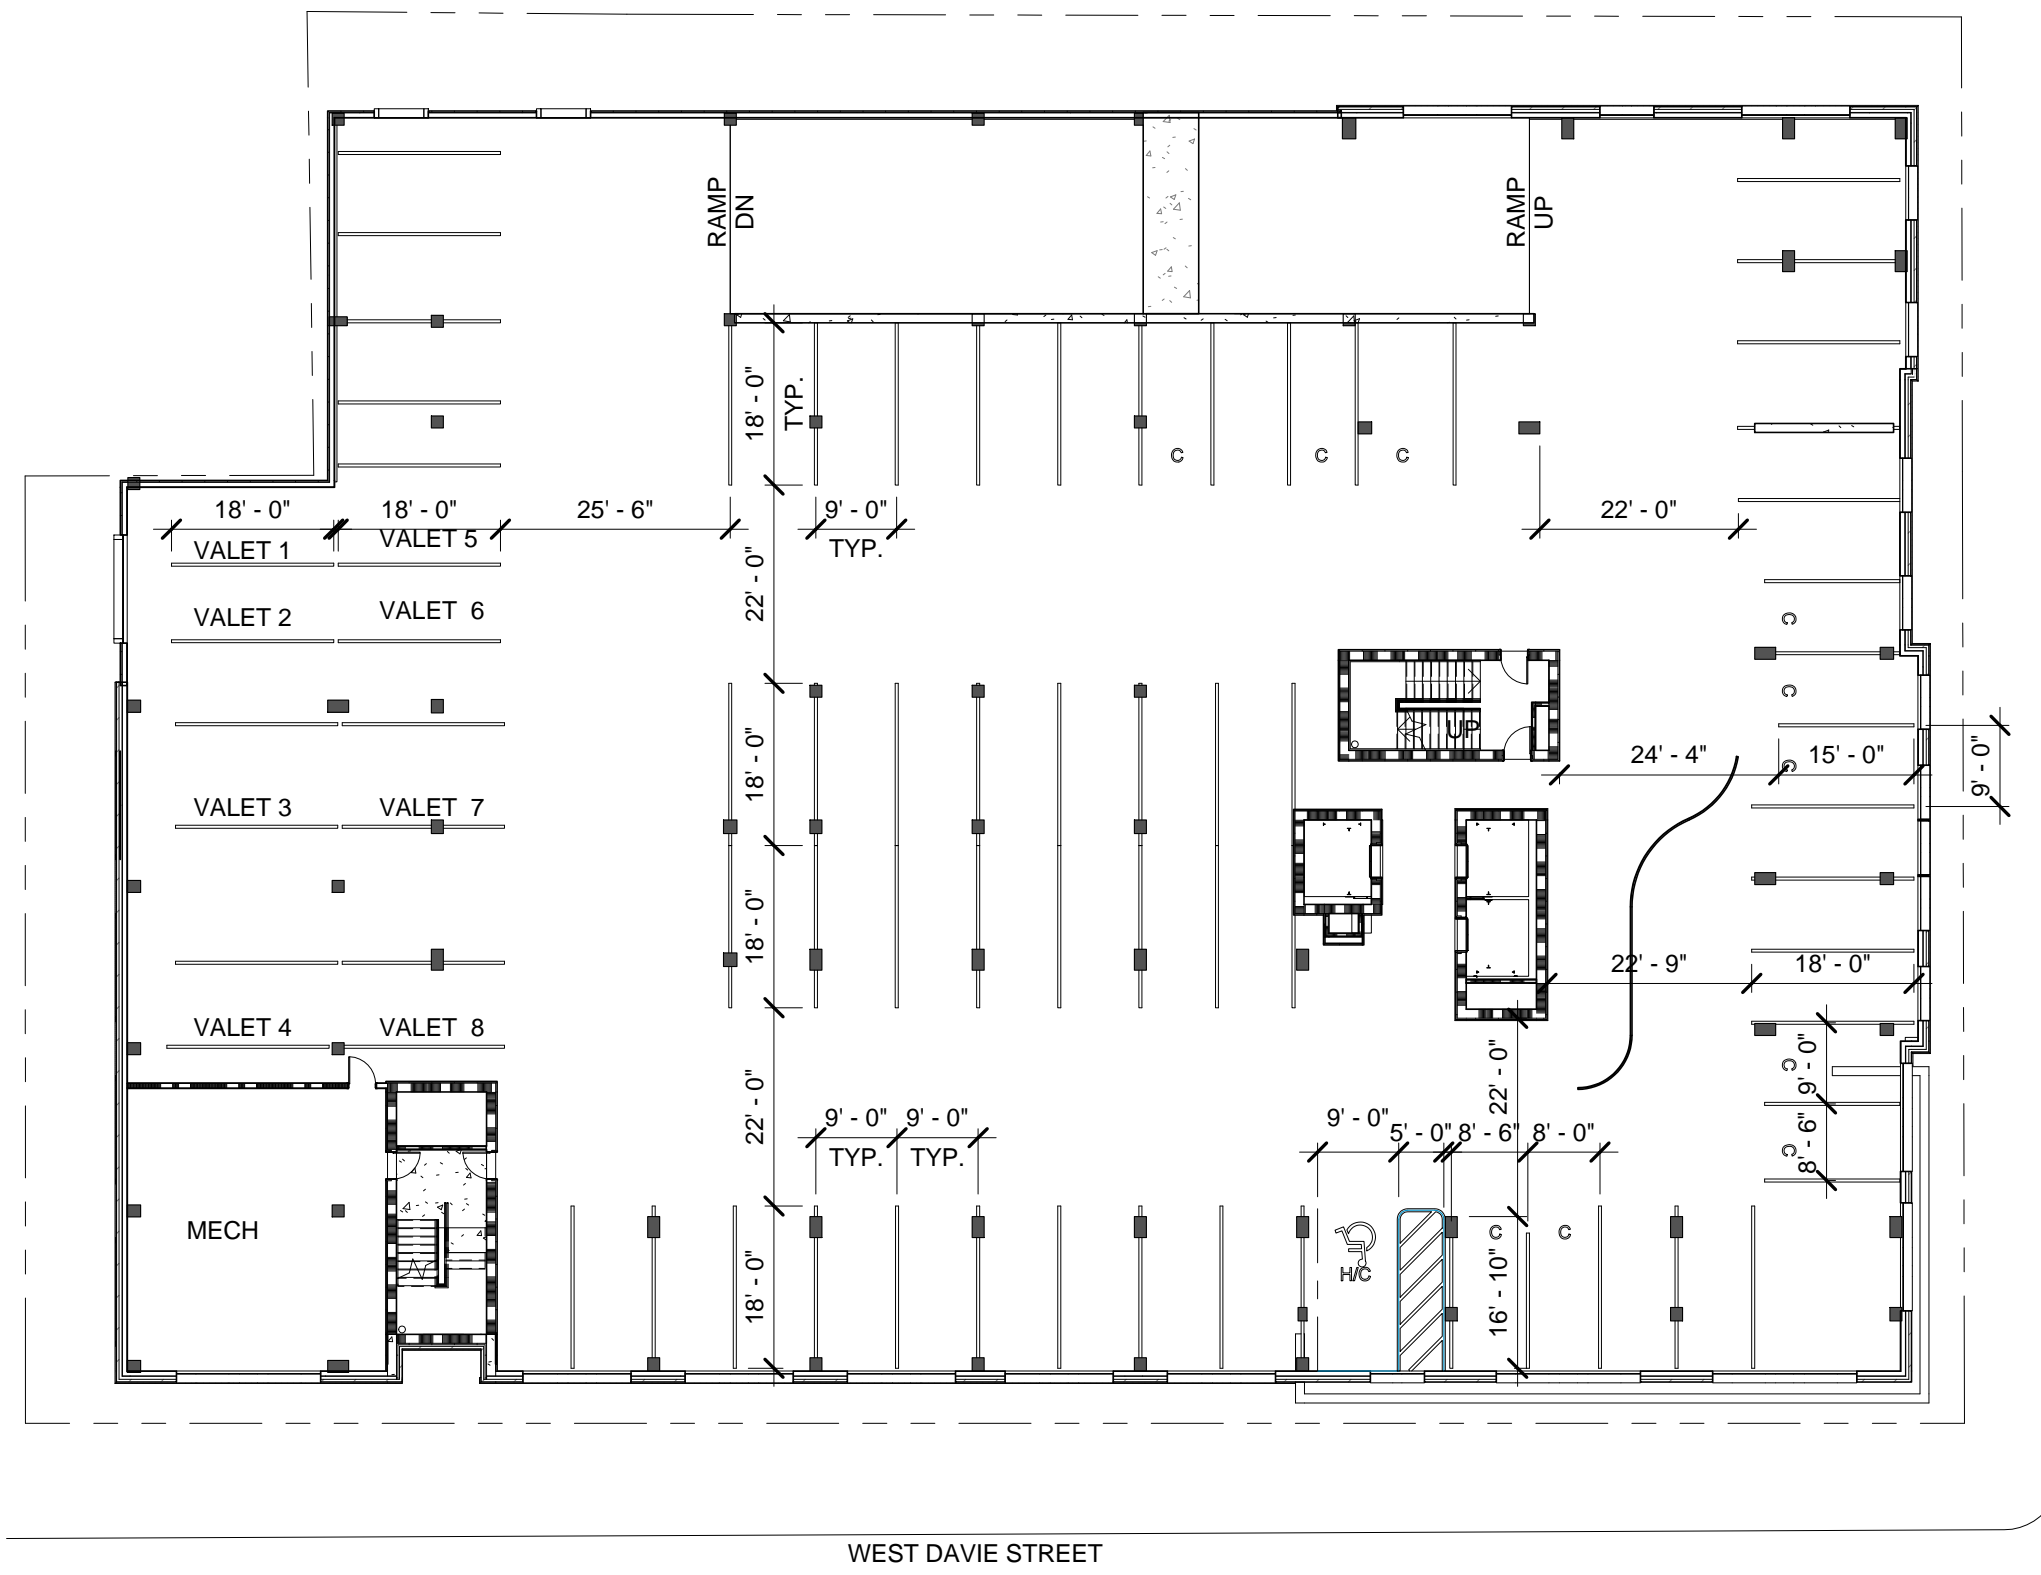 RAMP
DN
RAMP
UP
18' - 0"
TYP.
C
C
C
18' - 0"
18' - 0"
25' - 6"
9' - 0"
TYP.
22' - 0"
VALET 1
VALET 5
22' - 0"
VALET 2
VALET 6
C
C
UP
18' - 0"
24' - 4"
C
15' - 0"
9' - 0"
VALET 3
VALET 7
18' - 0"
22' - 9"
18' - 0"
VALET 4
VALET 8
22' - 0"
22' - 0"
C
9' - 0"
9' - 0"
9' - 0"
TYP.
TYP.
9' - 0"
5' - 0"
8' - 6"
8' - 0"
C
8' - 6"
MECH
18' - 0"
H/C
C
C
16' - 10"
WEST DAVIE STREET